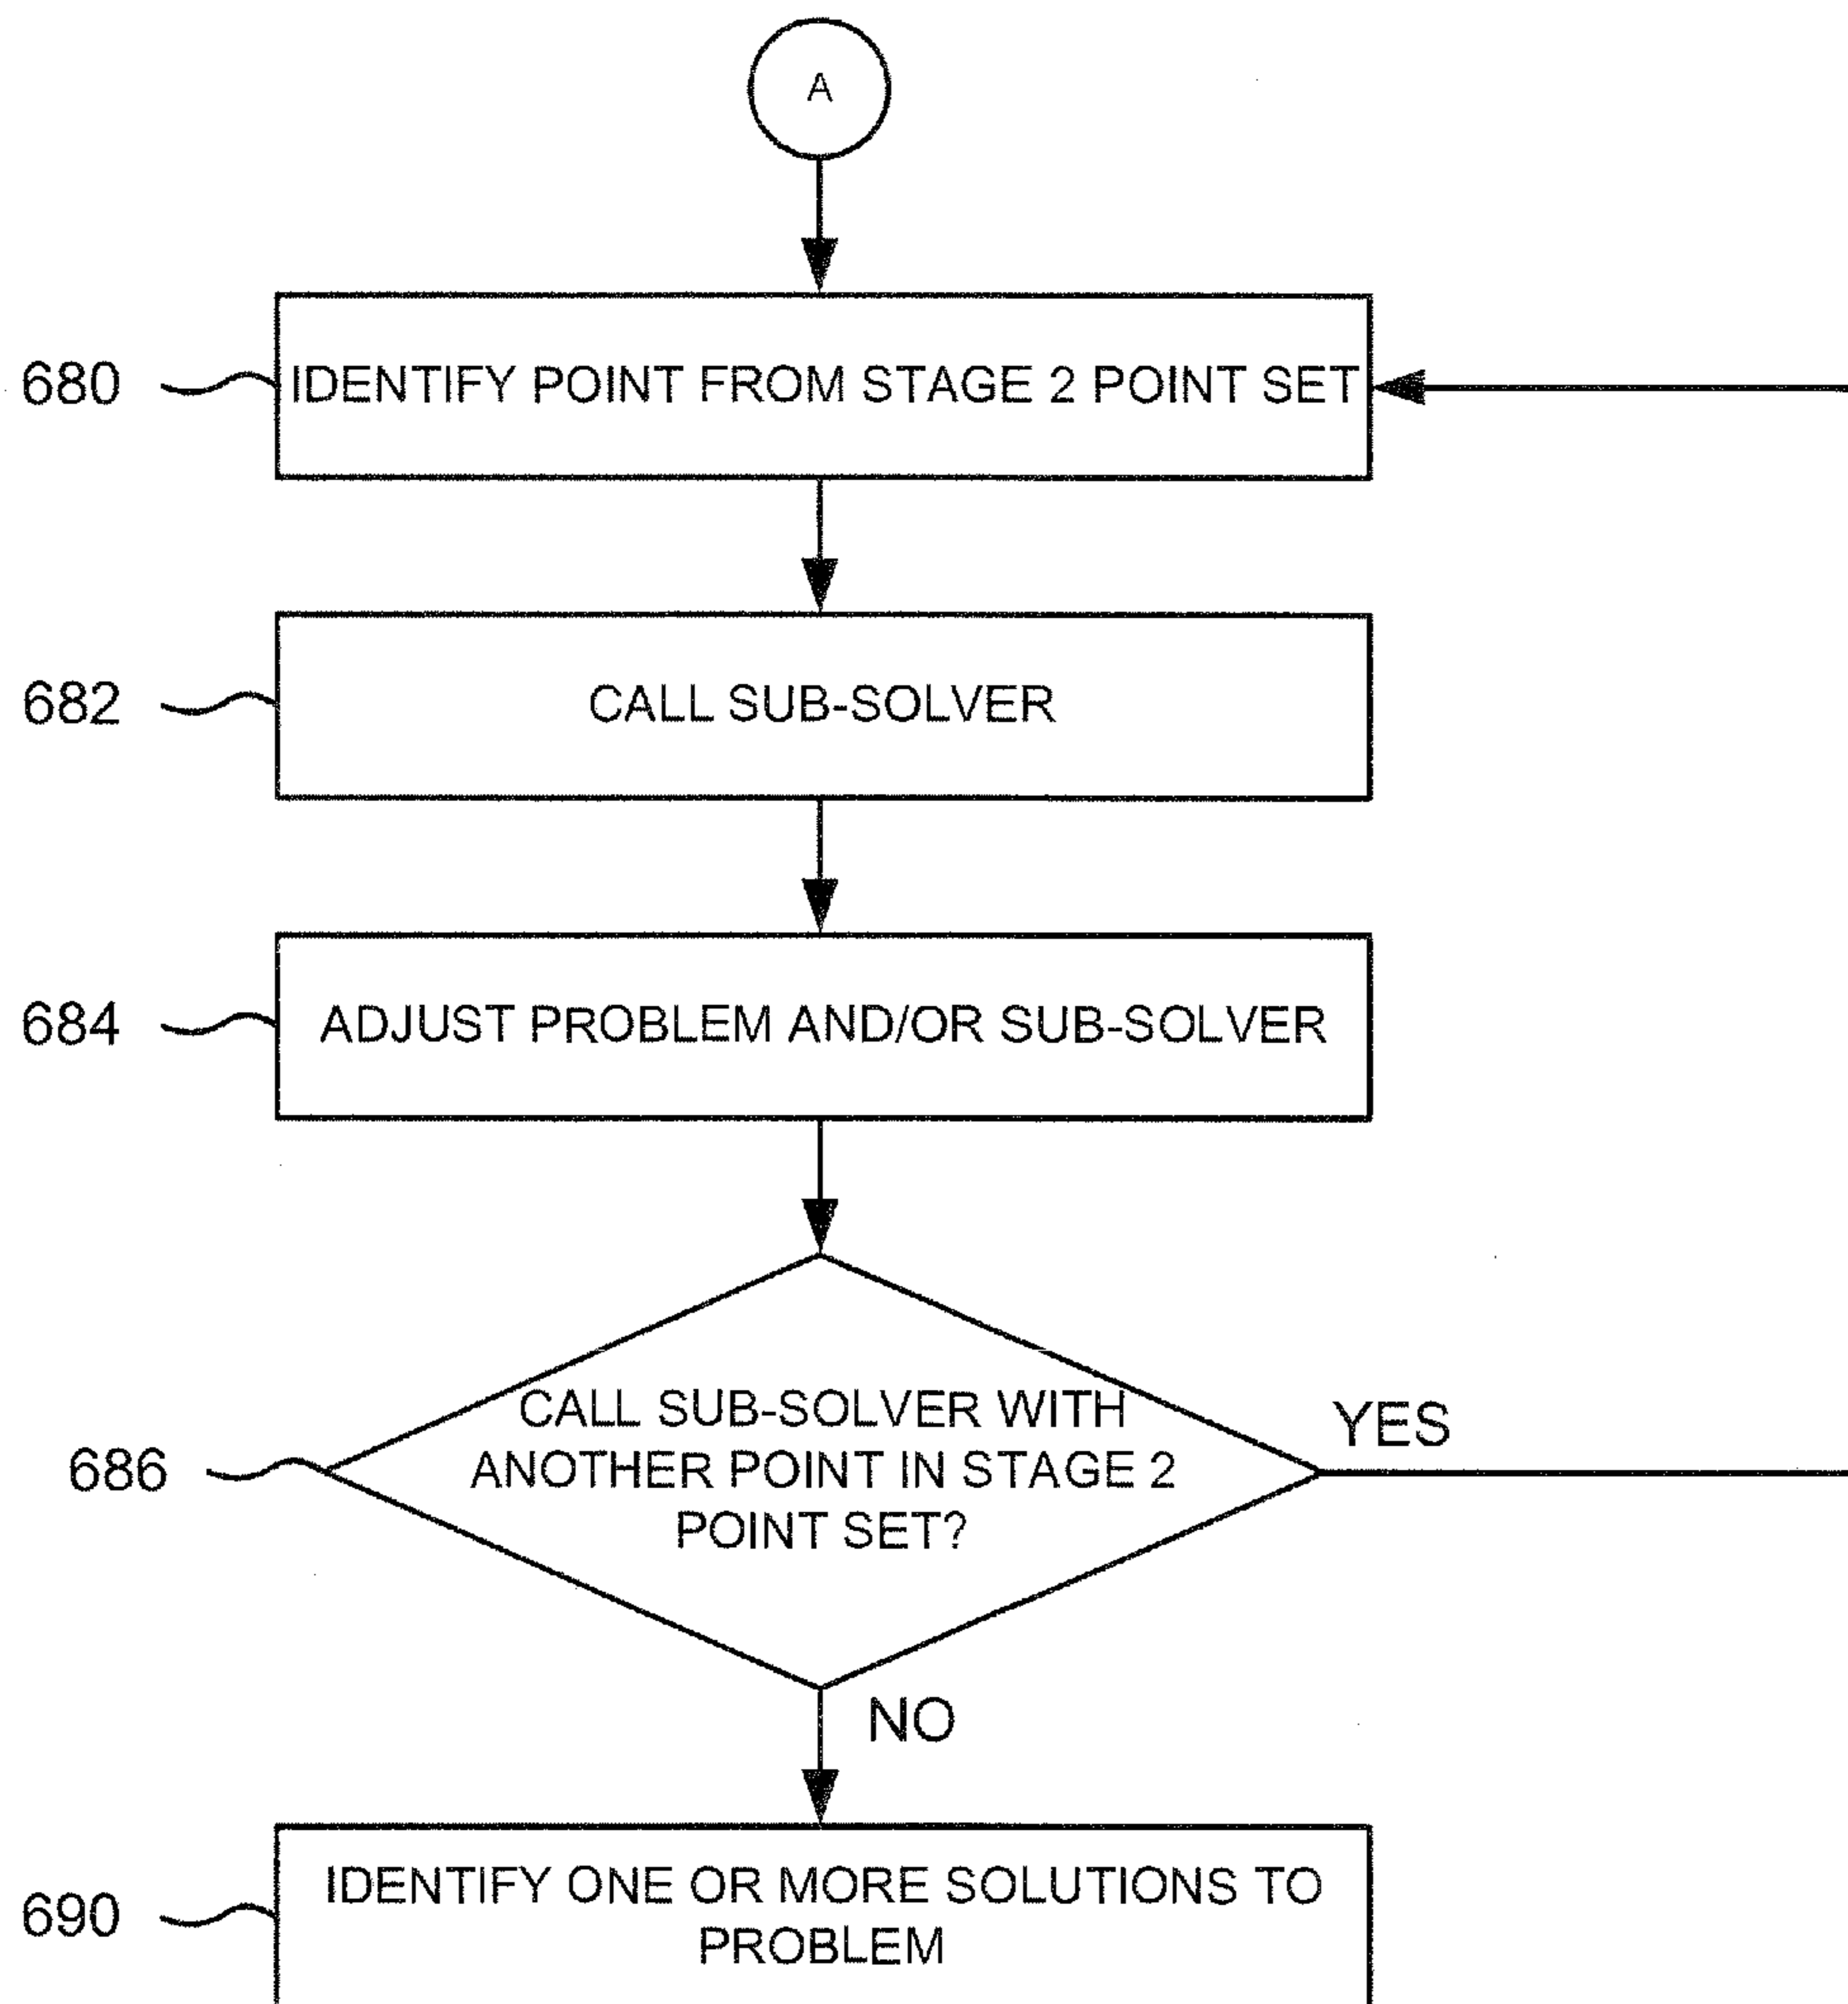 A
680
IDENTIFY POINT FROM STAGE 2 POINT SET
682
CALL SUB-SOLVER
684
ADJUST PROBLEM AND/OR SUB-SOLVER
686
CALL SUB-SOLVER WITH
ANOTHER POINT IN STAGE 2
POINT SET?
YES
NO
690
IDENTIFY ONE OR MORE SOLUTIONS TO
PROBLEM